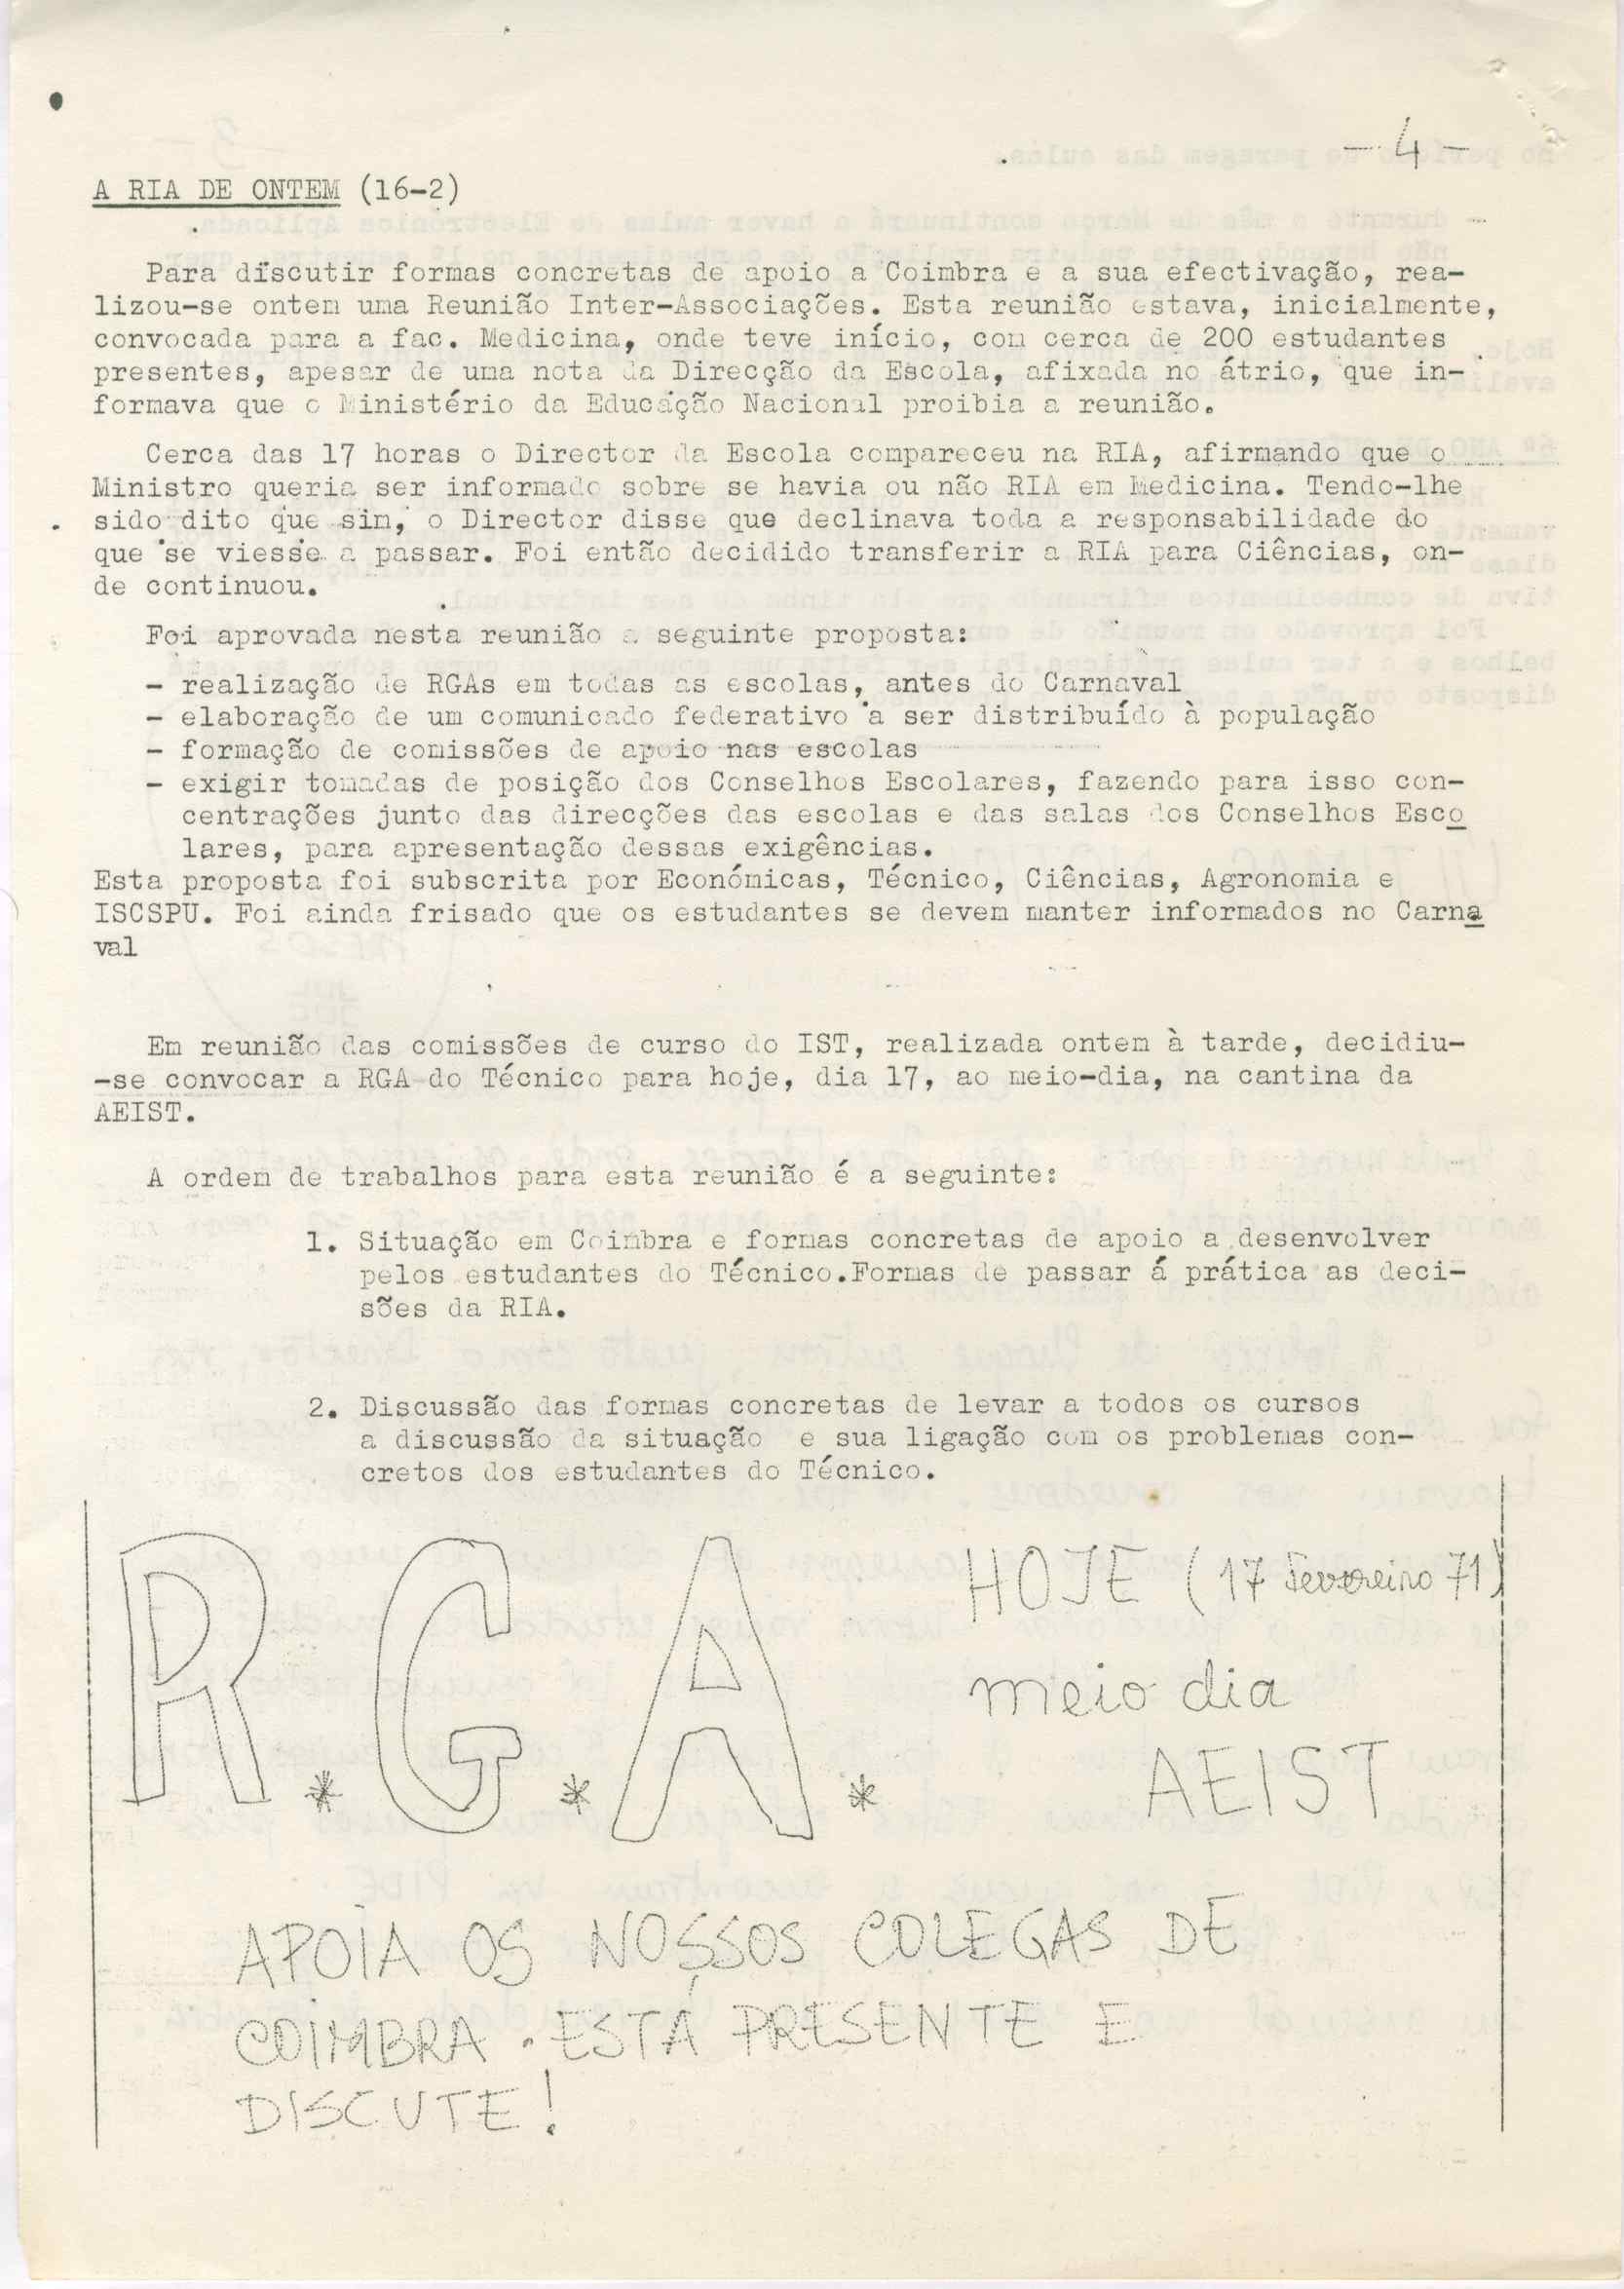 - 4 -
A RIA DE ONTEM (16-2)
Para discutir formas concretas de apoio a Coimbra e a sua efectivação, rea-
lizou-se ontem uma Reunião Inter-Associações. Esta reunião estava, inicialmente,
convocada para a fac. Medicina, onde teve início, com cerca de 200 estudantes
presentes, apesar de uma nota da Direcção da Escola, afixada no átrio, que in-
formava que o Ministério da Educação Nacional proibia a reunião.
Cerca das 17 horas o Director da Escola compareceu na RIA, afirmando que o
Ministro queria ser informado sobre se havia ou não RIA em Medicina. Tendo-lhe
sido dito que sim, o Director disse que declinava toda a responsabilidade do
que se viesse a passar. Foi então decidido transferir a RIA para Ciências, on-
de continuou.
Foi aprovada nesta reunião a seguinte proposta:
- realização de RGAs em todas as escolas, antes do Carnaval
- elaboração de um comunicado federativo a ser distribuído à população
- formação de comissões de apoio nas escolas
- exigir tomadas de posição dos Conselhos Escolares, fazendo para isso con-
centrações junto das direcções das escolas e das salas dos Conselhos Esco
lares, para apresentação dessas exigências.
Esta proposta foi subscrita por Económicas, Técnico, Ciências, Agronomia e
ISCSPU. Foi ainda frisado que os estudantes se devem manter informados no Carna
val
Em reunião das comissões de curso do IST, realizada ontem à tarde, decidiu-
-se convocar a RGA do Técnico para hoje, dia 17, ao meio-dia, na cantina da
AEIST.
A ordem de trabalhos para esta reunião é a seguinte:
1. Situação em Coimbra e formas concretas de apoio a desenvolver
pelos estudantes do Técnico.Formas de passar á prática as deci-
sões da RIA.
2. Discussão das formas concretas de levar a todos os cursos
a discussão da situação e sua ligação com os problemas con-
cretos dos estudantes do Técnico.
R*G*A*
HOJE (17 Fevereiro 71)
meio dia
AEIST
APOIA OS NOSSOS COLEGAS DE
COIMBRA. ESTÁ PRESENTE E
DISCUTE!